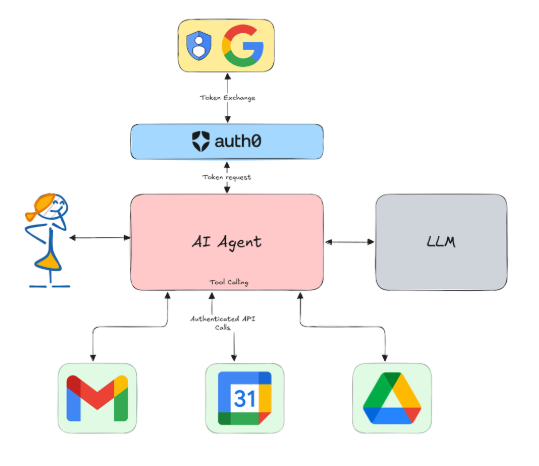 Token Exchange
auth0
Token request
AI Agent
LLM
Tool Calling
Authenticated API
Calls
31